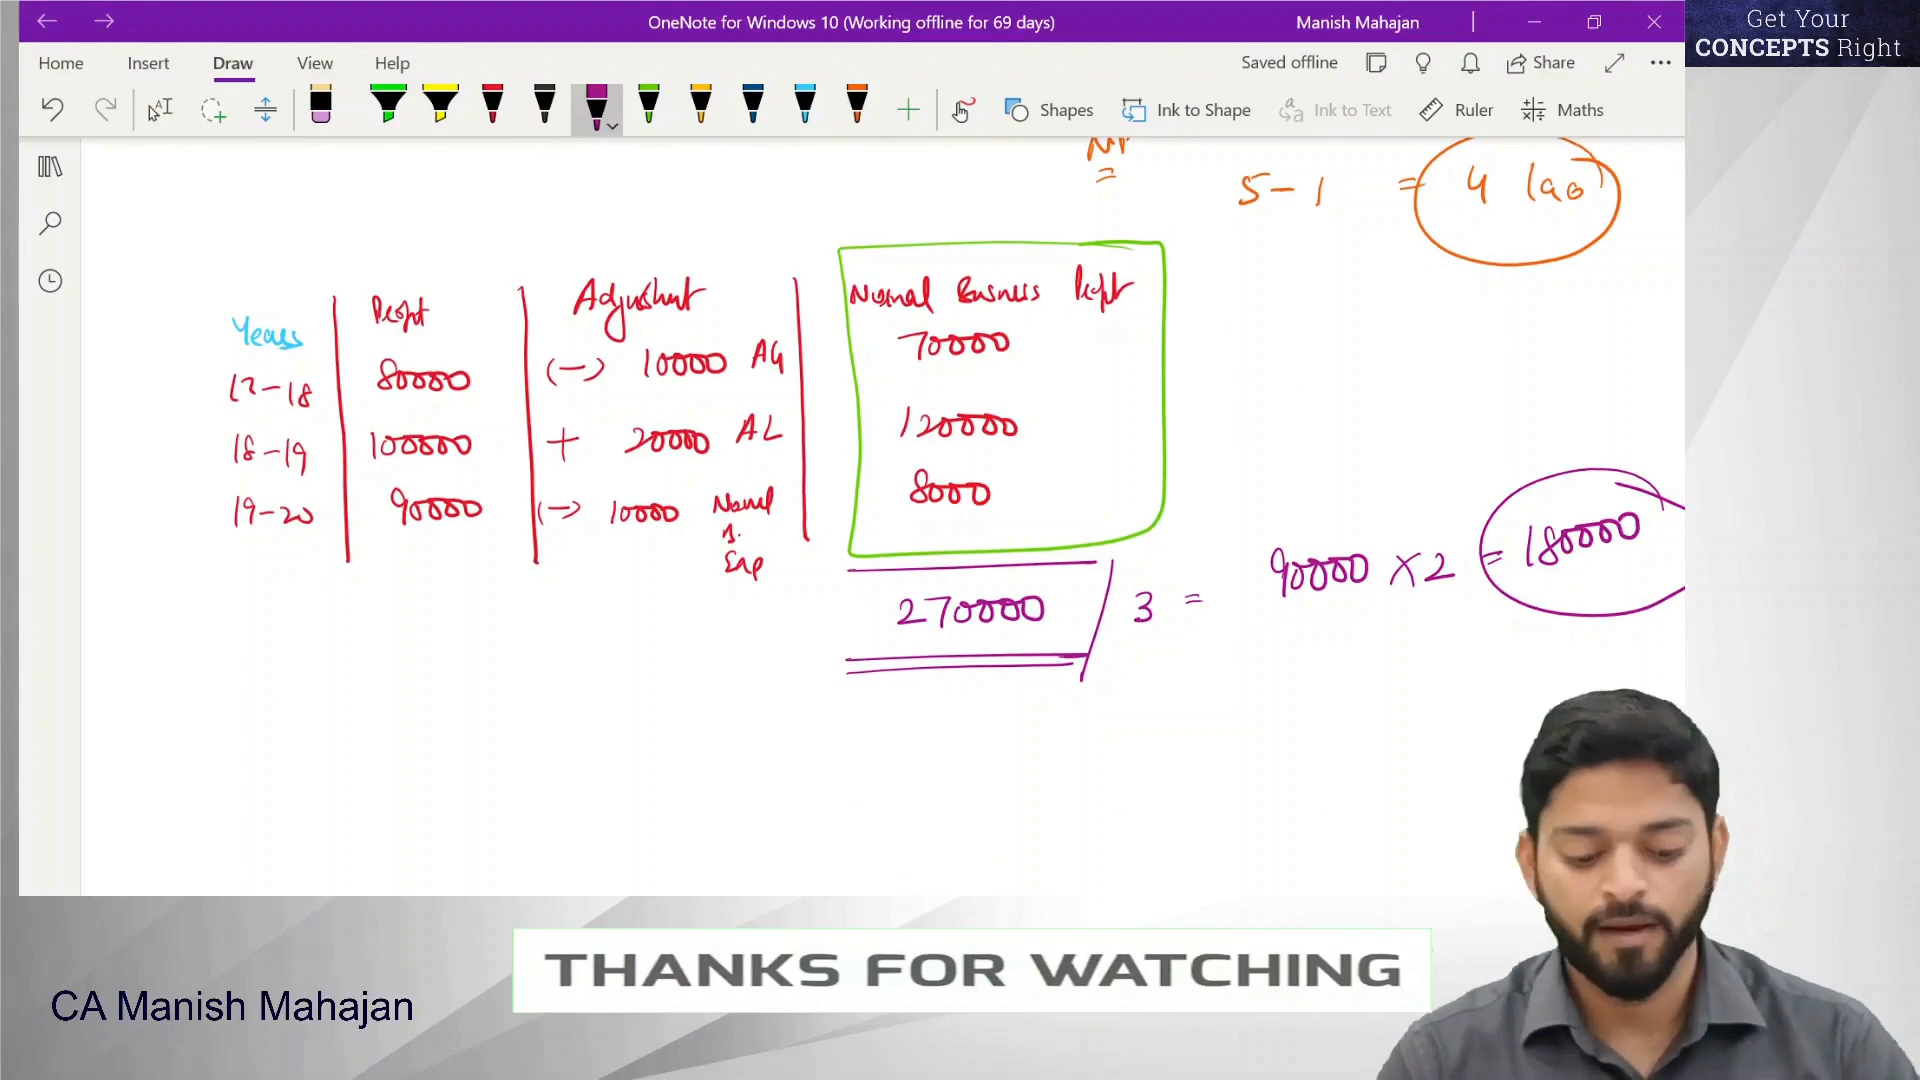 OneNote for Windows 10 (Working offline for 69 days)
Manish Mahajan
Get Your
CONCEPTS Right
Home Insert Draw View Help
Saved offline
Share
Shapes
Ink to Shape
Ink to Text
Ruler
Maths
5 - 1 = 4 lac
Years Profit Adjustment Normal Business Profit
17-18 80000 (-) 10000 AG 70000
18-19 100000 + 20000 AL 120000
19-20 90000 (-) 10000 Normal 8000
Exp
270000 / 3 = 90000 x 2 = 180000
THANKS FOR WATCHING
CA Manish Mahajan